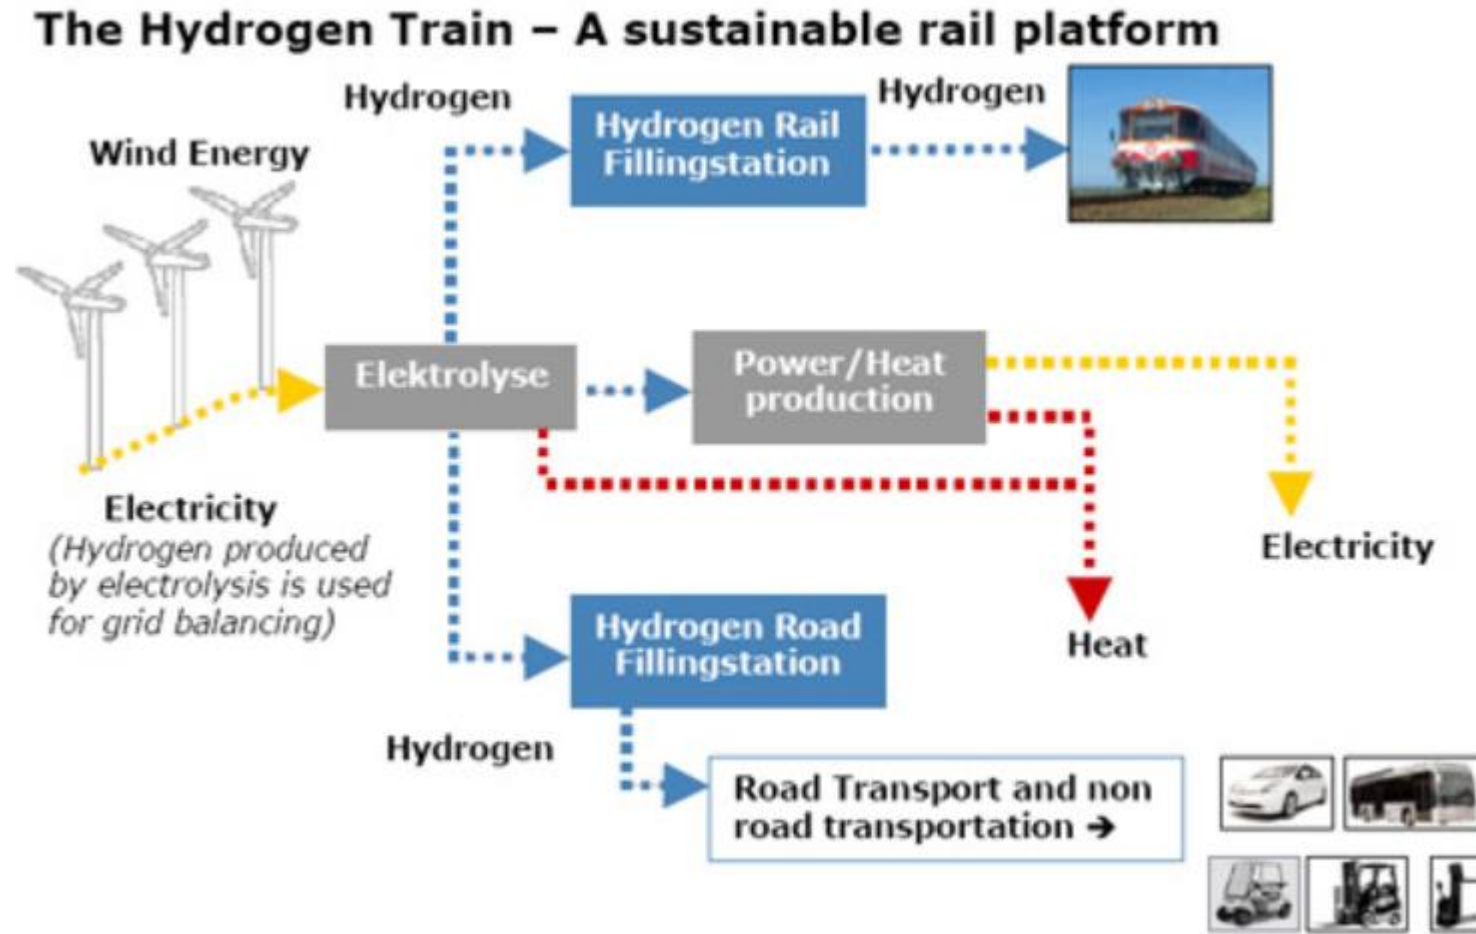 The Hydrogen Train – A sustainable rail platform
Hydrogen
Hydrogen
Hydrogen Rail
Fillingstation
Wind Energy
Elektrolyse
Power/Heat
production
Electricity
(Hydrogen produced
by electrolysis is used
for grid balancing)
Electricity
Heat
Hydrogen Road
Fillingstation
Hydrogen
Road Transport and non
road transportation →